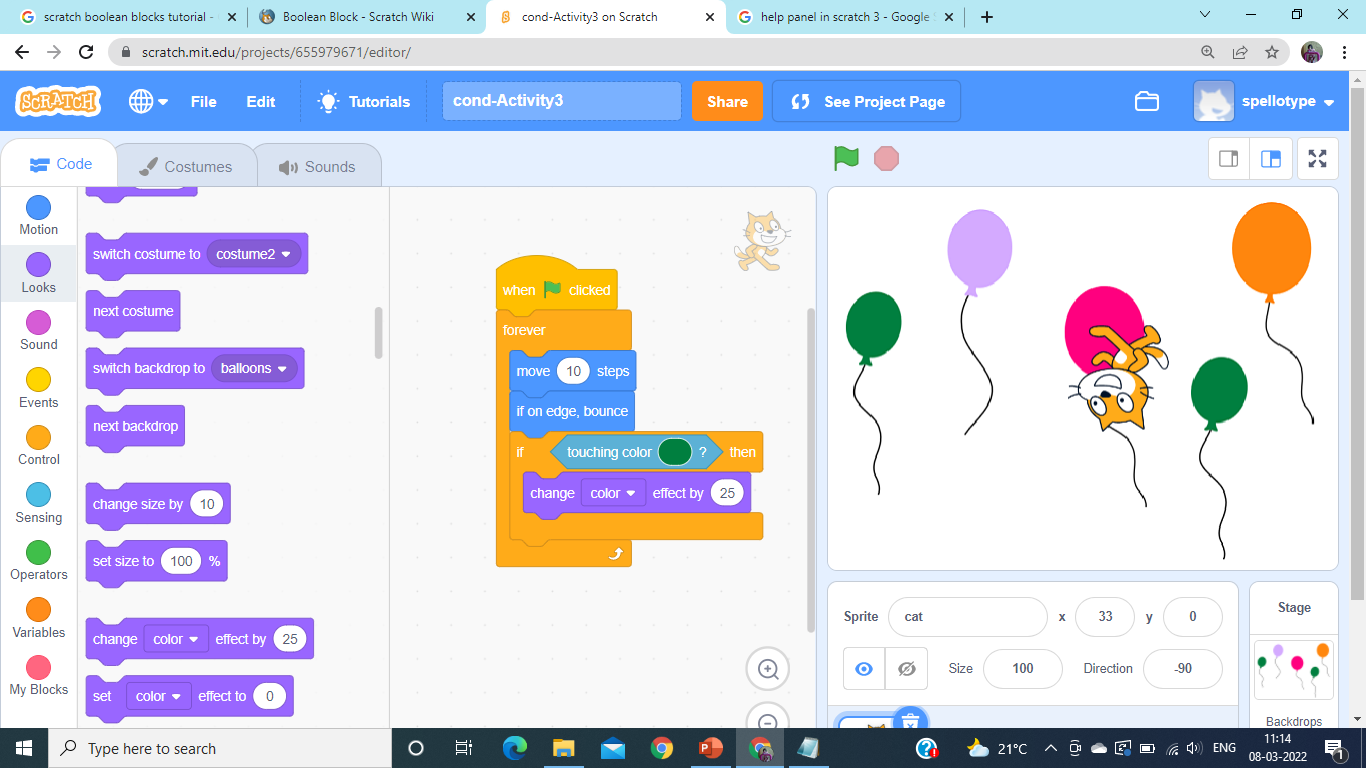 scratch boolean blocks tutorial -
Boolean Block - Scratch Wiki
cond-Activity3 on Scratch
help panel in scratch 3 - Google
scratch.mit.edu/projects/655979671/editor/
SCRATCH
File
Edit
Tutorials
cond-Activity3
Share
See Project Page
spellotype
Code
Costumes
Sounds
Motion
Looks
Sound
Events
Control
Sensing
Operators
Variables
My Blocks
switch costume to costume2
next costume
switch backdrop to balloons
next backdrop
change size by 10
set size to 100 %
change color effect by 25
set color effect to 0
when clicked
forever
move 10 steps
if on edge, bounce
if touching color ? then
change color effect by 25
Sprite cat x 33 y 0
Size 100 Direction -90
Stage
Backdrops
Type here to search
21°C
ENG
11:14
08-03-2022
1